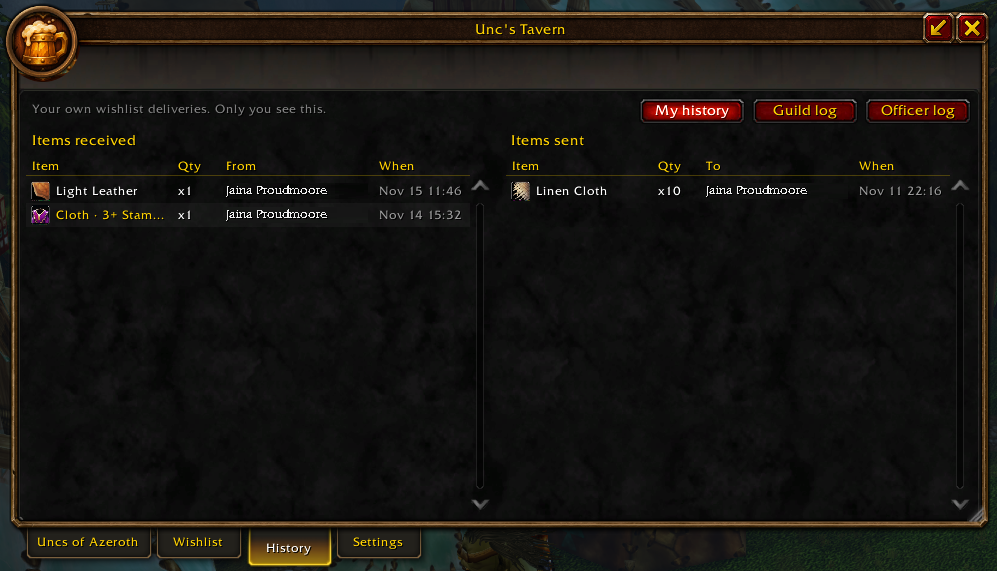 Unc's Tavern
Your own wishlist deliveries. Only you see this.
My history
Guild log
Officer log
Items received
Item Qty From When
Light Leather x1 Jaina Proudmoore Nov 15 11:46
Cloth · 3+ Stam... x1 Jaina Proudmoore Nov 14 15:32
Items sent
Item Qty To When
Linen Cloth x10 Jaina Proudmoore Nov 11 22:16
Uncs of Azeroth
Wishlist
History
Settings